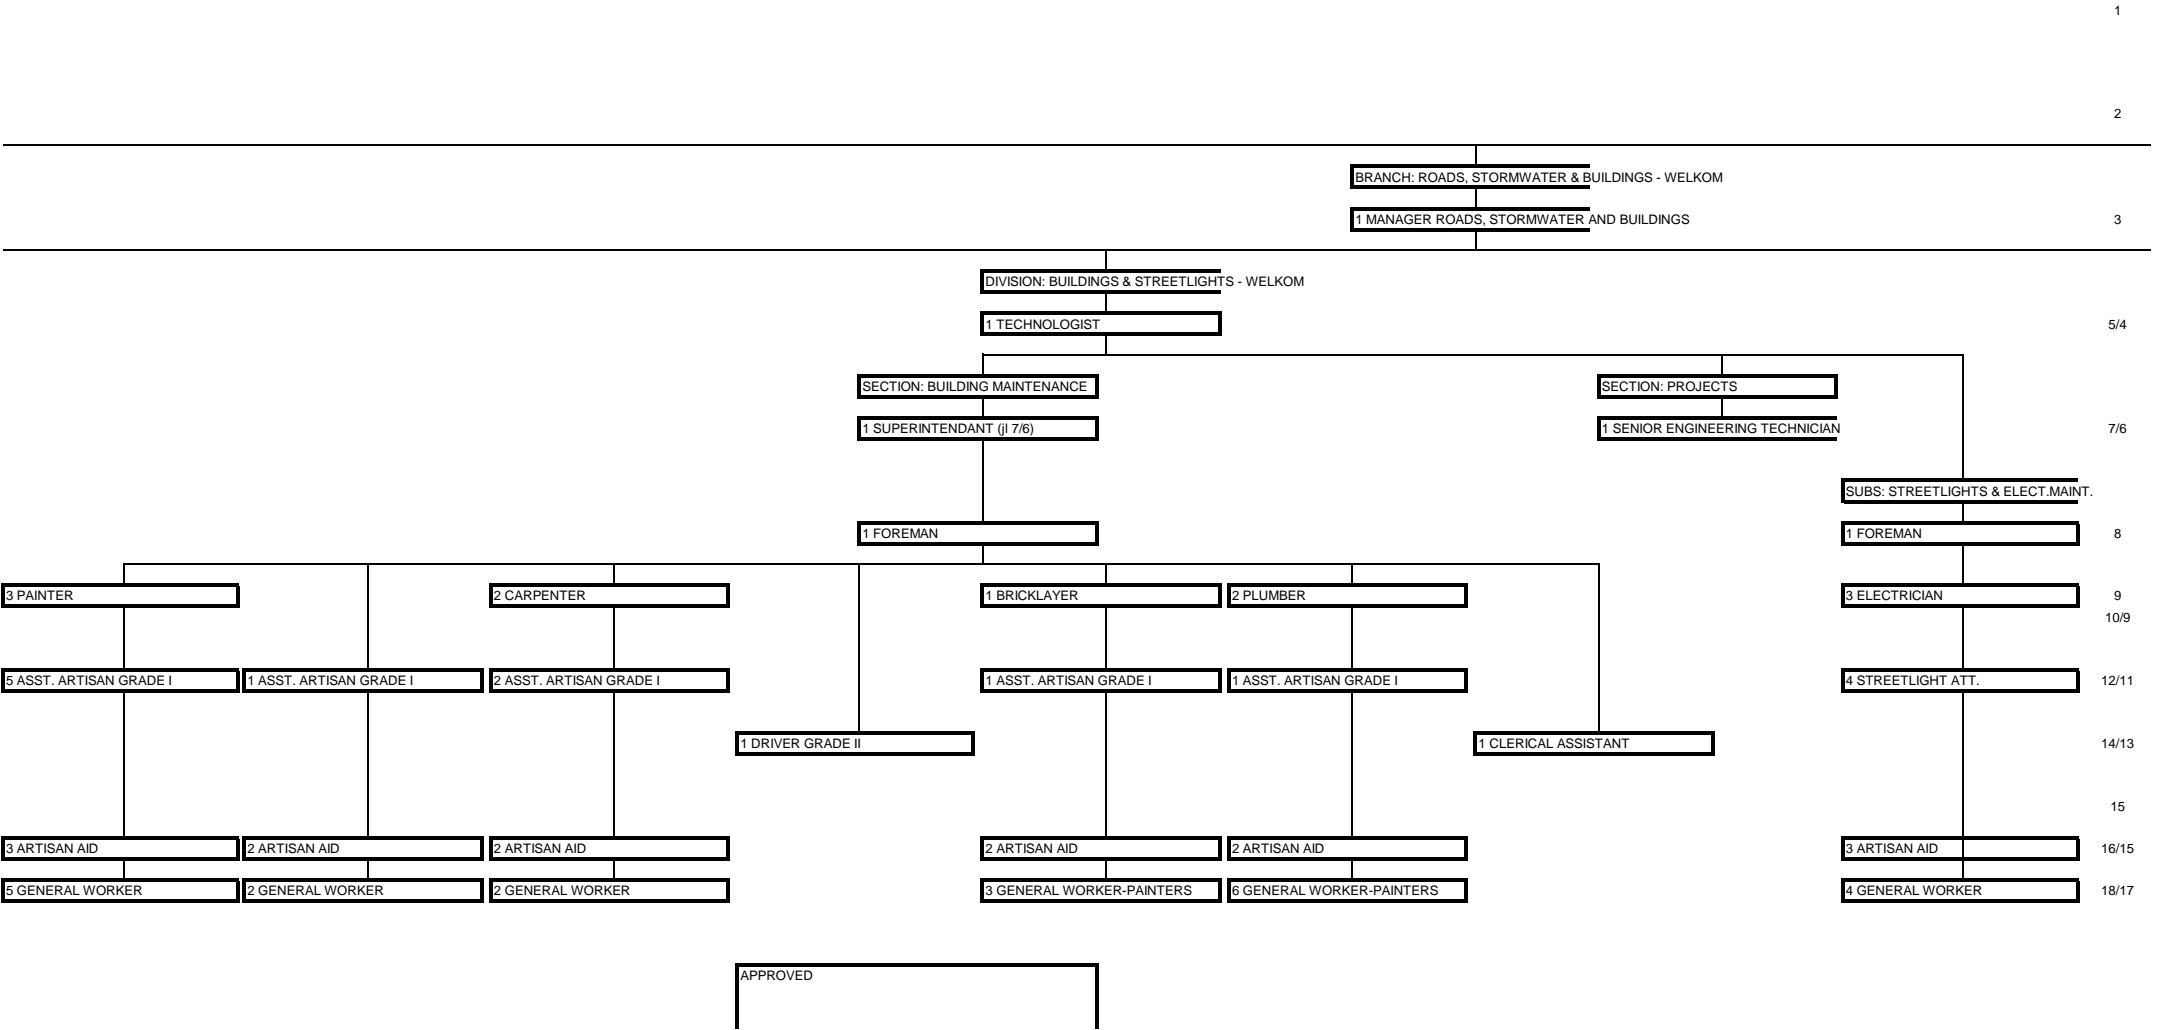 1
2
BRANCH: ROADS, STORMWATER & BUILDINGS - WELKOM
1 MANAGER ROADS, STORMWATER AND BUILDINGS
3
DIVISION: BUILDINGS & STREETLIGHTS - WELKOM
1 TECHNOLOGIST
5/4
SECTION: BUILDING MAINTENANCE
SECTION: PROJECTS
1 SUPERINTENDANT (jl 7/6)
1 SENIOR ENGINEERING TECHNICIAN
7/6
SUBS: STREETLIGHTS & ELECT.MAINT.
1 FOREMAN
1 FOREMAN
8
3 PAINTER
2 CARPENTER
1 BRICKLAYER
2 PLUMBER
3 ELECTRICIAN
9
10/9
5 ASST. ARTISAN GRADE I
1 ASST. ARTISAN GRADE I
2 ASST. ARTISAN GRADE I
1 ASST. ARTISAN GRADE I
1 ASST. ARTISAN GRADE I
4 STREETLIGHT ATT.
12/11
1 DRIVER GRADE II
1 CLERICAL ASSISTANT
14/13
15
3 ARTISAN AID
2 ARTISAN AID
2 ARTISAN AID
2 ARTISAN AID
2 ARTISAN AID
3 ARTISAN AID
16/15
5 GENERAL WORKER
2 GENERAL WORKER
2 GENERAL WORKER
3 GENERAL WORKER-PAINTERS
6 GENERAL WORKER-PAINTERS
4 GENERAL WORKER
18/17
APPROVED